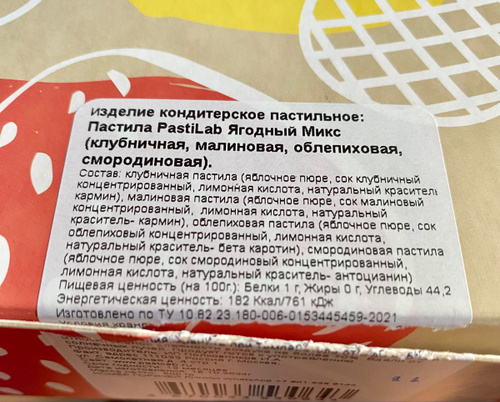 Изделие кондитерское пастильное:
Пастила PastiLab Ягодный Микс
(клубничная, малиновая, облепиховая,
смородиновая).
Состав: клубничная пастила (яблочное пюре, сок клубничный
концентрированный, лимонная кислота, натуральный краситель
кармин), малиновая пастила (яблочное пюре, сок малиновый
концентрированный, лимонная кислота, натуральный
краситель- кармин), облепиховая пастила (яблочное пюре, сок
облепиховый концентрированный, лимонная кислота,
натуральный краситель- бета каротин), смородиновая пастила
(яблочное пюре, сок смородиновый концентрированный,
лимонная кислота, натуральный краситель- антоцианин)
Пищевая ценность (на 100г.): Белки 1 г, Жиры 0 г, Углеводы 44,2
Энергетическая ценность: 182 Ккал/761 кДж
Изготовлено по ТУ 10.82.23.180-006-0153445459-2021